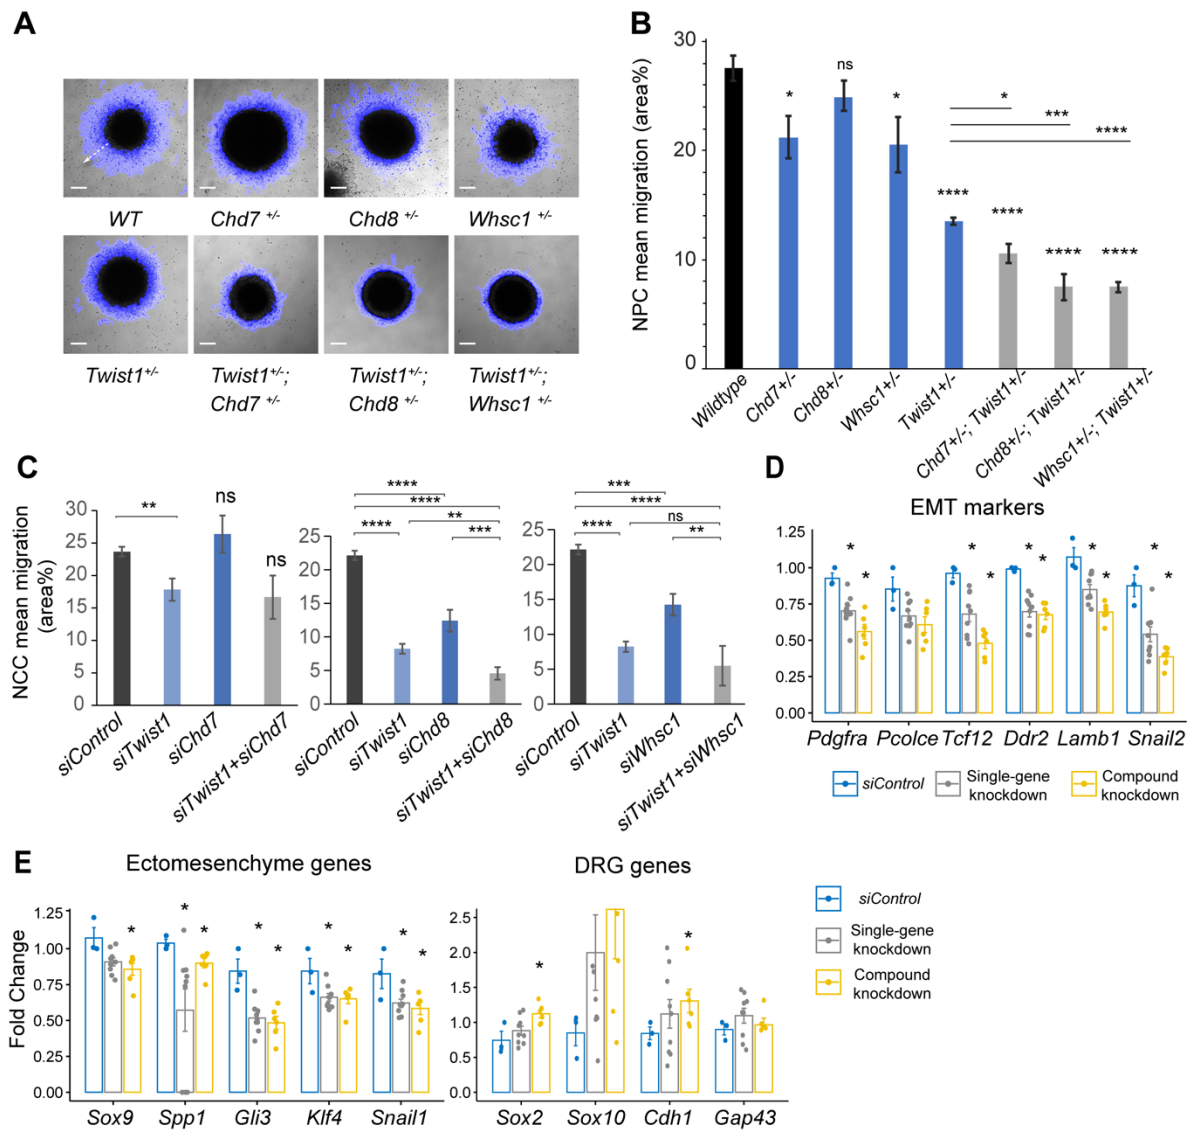 A
WT
Chd7 +/-
Chd8 +/-
Whsc1 +/-
Twist1+/-
Twist1+/-;
Chd7 +/-
Twist1+/-;
Chd8 +/-
Twist1+/-;
Whsc1 +/-
B
NPC mean migration (area%)
30
20
10
0
*
ns
*
****
****
****
****
*
***
****
Wildtype
Chd7+/-
Chd8+/-
Whsc1+/-
Twist1+/-
Chd7+/-; Twist1+/-
Chd8+/-; Twist1+/-
Whsc1+/-; Twist1+/-
C
NCC mean migration
(area%)
30
25
20
15
10
5
0
**
ns
ns
siControl
siTwist1
siChd7
siTwist1+siChd7
25
20
15
10
5
0
****
****
**
****
***
siControl
siTwist1
siChd8
siTwist1+siChd8
25
20
15
10
5
0
***
****
ns
****
**
siControl
siTwist1
siWhsc1
siTwist1+siWhsc1
D
EMT markers
1.25
1.00
0.75
0.50
0.00
* * * * * * * * * * *
Pdgfra Pcolce Tcf12 Ddr2 Lamb1 Snail2
siControl
Single-gene
knockdown
Compound
knockdown
E
Ectomesenchyme genes
Fold Change
1.25
1.00
0.75
0.50
0.25
0.00
* * * * * * * * *
Sox9 Spp1 Gli3 Klf4 Snail1
DRG genes
2.5
2.0
1.5
1.0
0.5
0.0
* *
Sox2 Sox10 Cdh1 Gap43
siControl
Single-gene
knockdown
Compound
knockdown